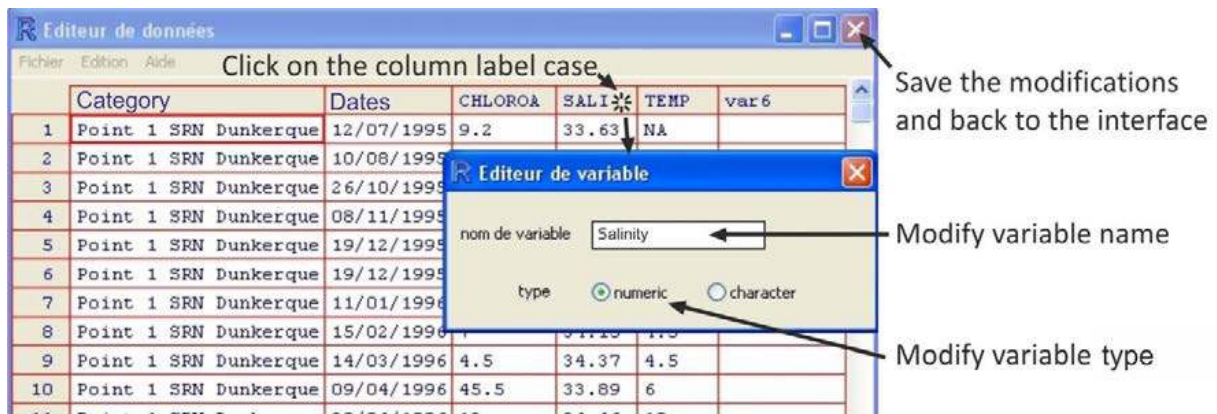 Editeur de données
Fichier Edition Aide
Click on the column label case
Save the modifications
and back to the interface
Category Dates CHLOROA SALI TEMP var6
1 Point 1 SRN Dunkerque 12/07/1995 9.2 33.63 NA
2 Point 1 SRN Dunkerque 10/08/1995
3 Point 1 SRN Dunkerque 26/10/1995
4 Point 1 SRN Dunkerque 08/11/1995
5 Point 1 SRN Dunkerque 19/12/1995
6 Point 1 SRN Dunkerque 19/12/1995
7 Point 1 SRN Dunkerque 11/01/1996
8 Point 1 SRN Dunkerque 15/02/1996
9 Point 1 SRN Dunkerque 14/03/1996 4.5 34.37 4.5
10 Point 1 SRN Dunkerque 09/04/1996 45.5 33.89 6
Editeur de variable
nom de variable Salinity
Modify variable name
type numeric character
Modify variable type